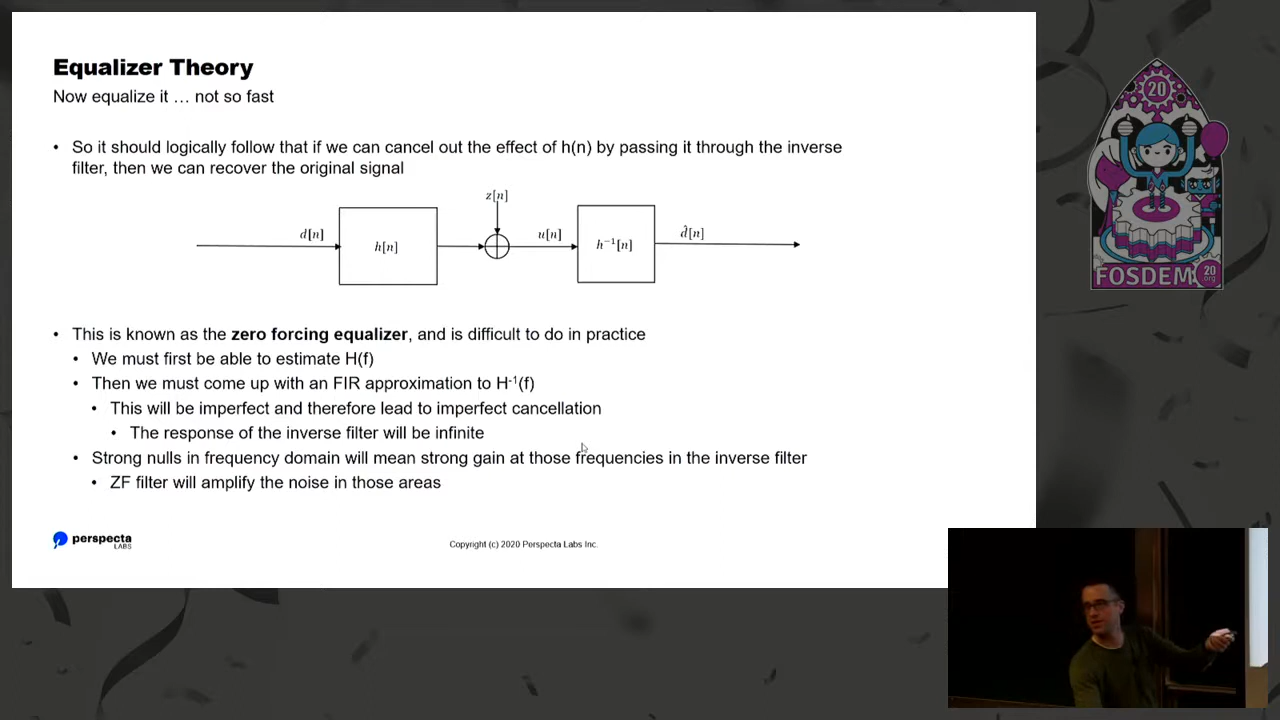 Equalizer Theory
Now equalize it … not so fast
• So it should logically follow that if we can cancel out the effect of h(n) by passing it through the inverse
filter, then we can recover the original signal
z[n]
d[n]
h[n]
u[n]
h⁻¹[n]
d̂[n]
• This is known as the zero forcing equalizer, and is difficult to do in practice
• We must first be able to estimate H(f)
• Then we must come up with an FIR approximation to H⁻¹(f)
• This will be imperfect and therefore lead to imperfect cancellation
• The response of the inverse filter will be infinite
• Strong nulls in frequency domain will mean strong gain at those frequencies in the inverse filter
• ZF filter will amplify the noise in those areas
perspecta
LABS
Copyright (c) 2020 Perspecta Labs Inc.
20
FOSDEM
20
.org